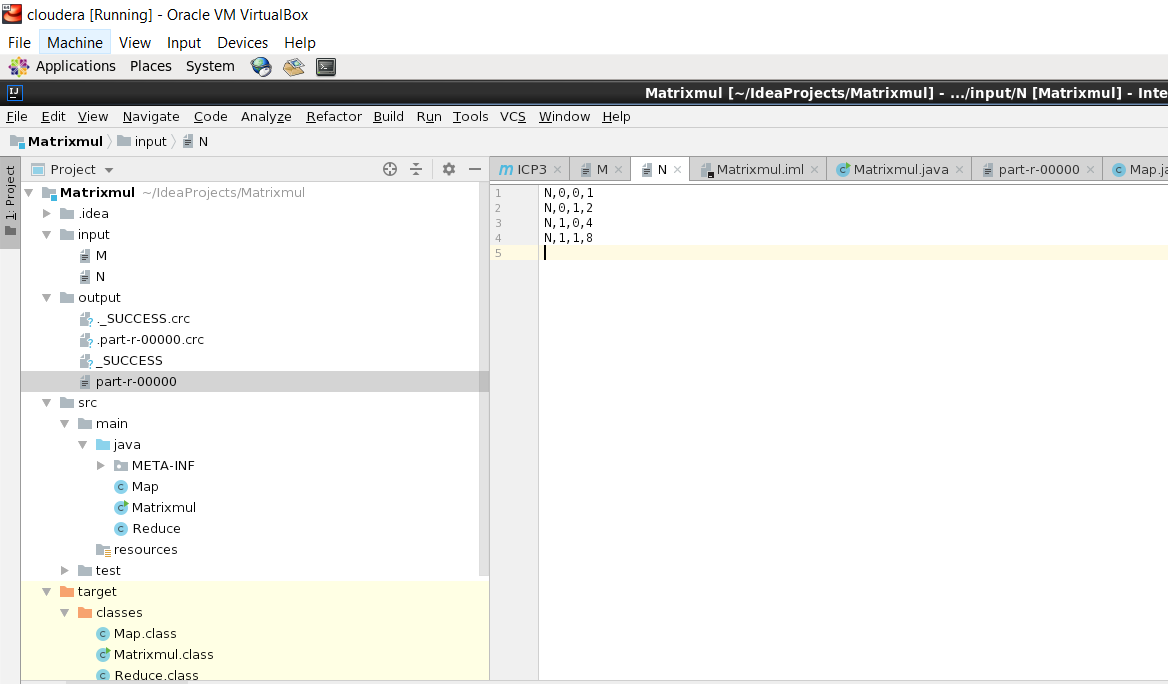 cloudera [Running] - Oracle VM VirtualBox
File Machine View Input Devices Help
Applications Places System
IJ Matrixmul [~/IdeaProjects/Matrixmul] - .../input/N [Matrixmul] - Inte
File Edit View Navigate Code Analyze Refactor Build Run Tools VCS Window Help
Matrixmul input N
1: Project
Project
m ICP3 M N Matrixmul.iml Matrixmul.java part-r-00000 C Map.ja
Matrixmul ~/IdeaProjects/Matrixmul
.idea
input
M
N
output
._SUCCESS.crc
.part-r-00000.crc
_SUCCESS
part-r-00000
src
main
java
META-INF
C Map
C Matrixmul
C Reduce
resources
test
target
classes
C Map.class
C Matrixmul.class
C Reduce.class
1 N,0,0,1
2 N,0,1,2
3 N,1,0,4
4 N,1,1,8
5